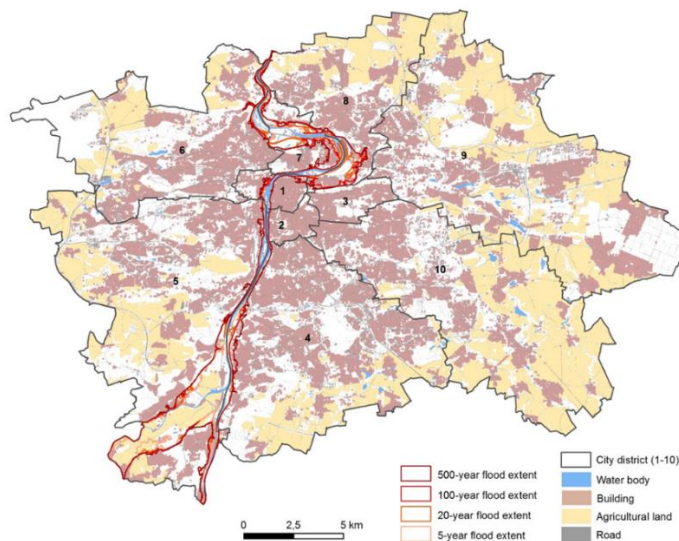 8
6
9
7
1
3
2
10
5
4
500-year flood extent
100-year flood extent
20-year flood extent
5-year flood extent
City district (1-10)
Water body
Building
Agricultural land
Road
0 2,5 5 km